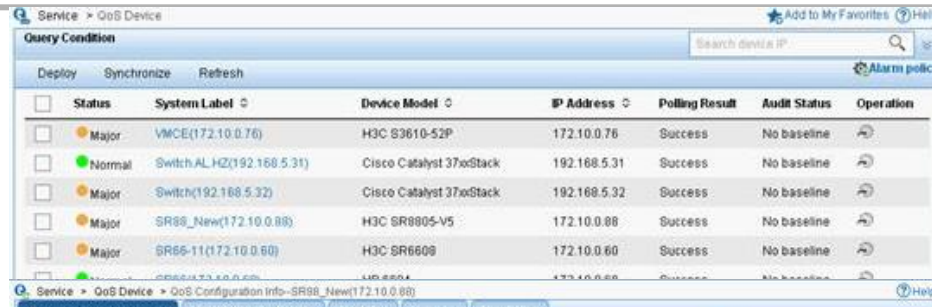 Service > QoS Device Add to My Favorites Hel
Query Condition Search device IP
Deploy Synchronize Refresh Alarm polic
Status System Label Device Model IP Address Polling Result Audit Status Operation
Major VMCE(172.10.0.76) H3C S3610-52P 172.10.0.76 Success No baseline
Normal Switch.AL.HZ(192.168.5.31) Cisco Catalyst 37xxStack 192.168.5.31 Success No baseline
Major Switch(192.168.5.32) Cisco Catalyst 37xxStack 192.168.5.32 Success No baseline
Major SR88_New(172.10.0.88) H3C SR8805-V5 172.10.0.88 Success No baseline
Major SR66-11(172.10.0.60) H3C SR6608 172.10.0.60 Success No baseline
Service > QoS Device > QoS Configuration Info--SR88_New(172.10.0.88) Help